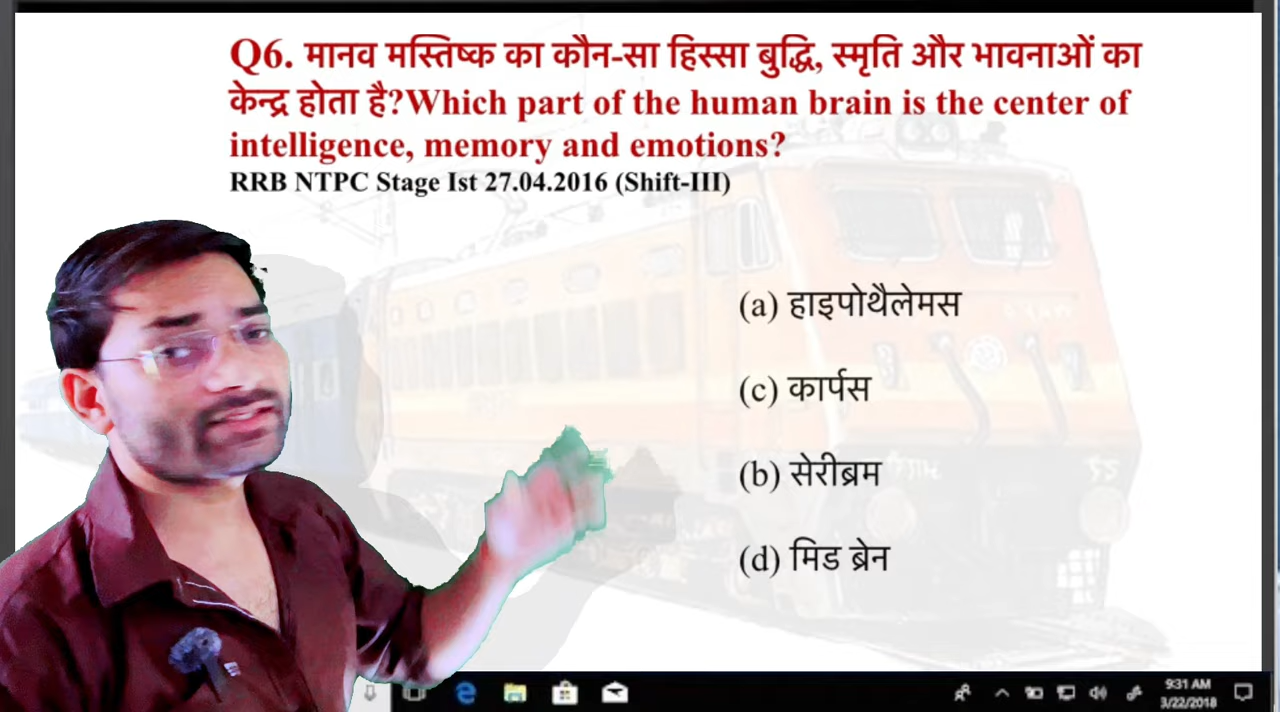 Q6. मानव मस्तिष्क का कौन-सा हिस्सा बुद्धि, स्मृति और भावनाओं का
केन्द्र होता है?Which part of the human brain is the center of
intelligence, memory and emotions?
RRB NTPC Stage Ist 27.04.2016 (Shift-III)
(a) हाइपोथैलेमस
(c) कार्पस
(b) सेरीब्रम
(d) मिड ब्रेन
9:31 AM
3/22/2018